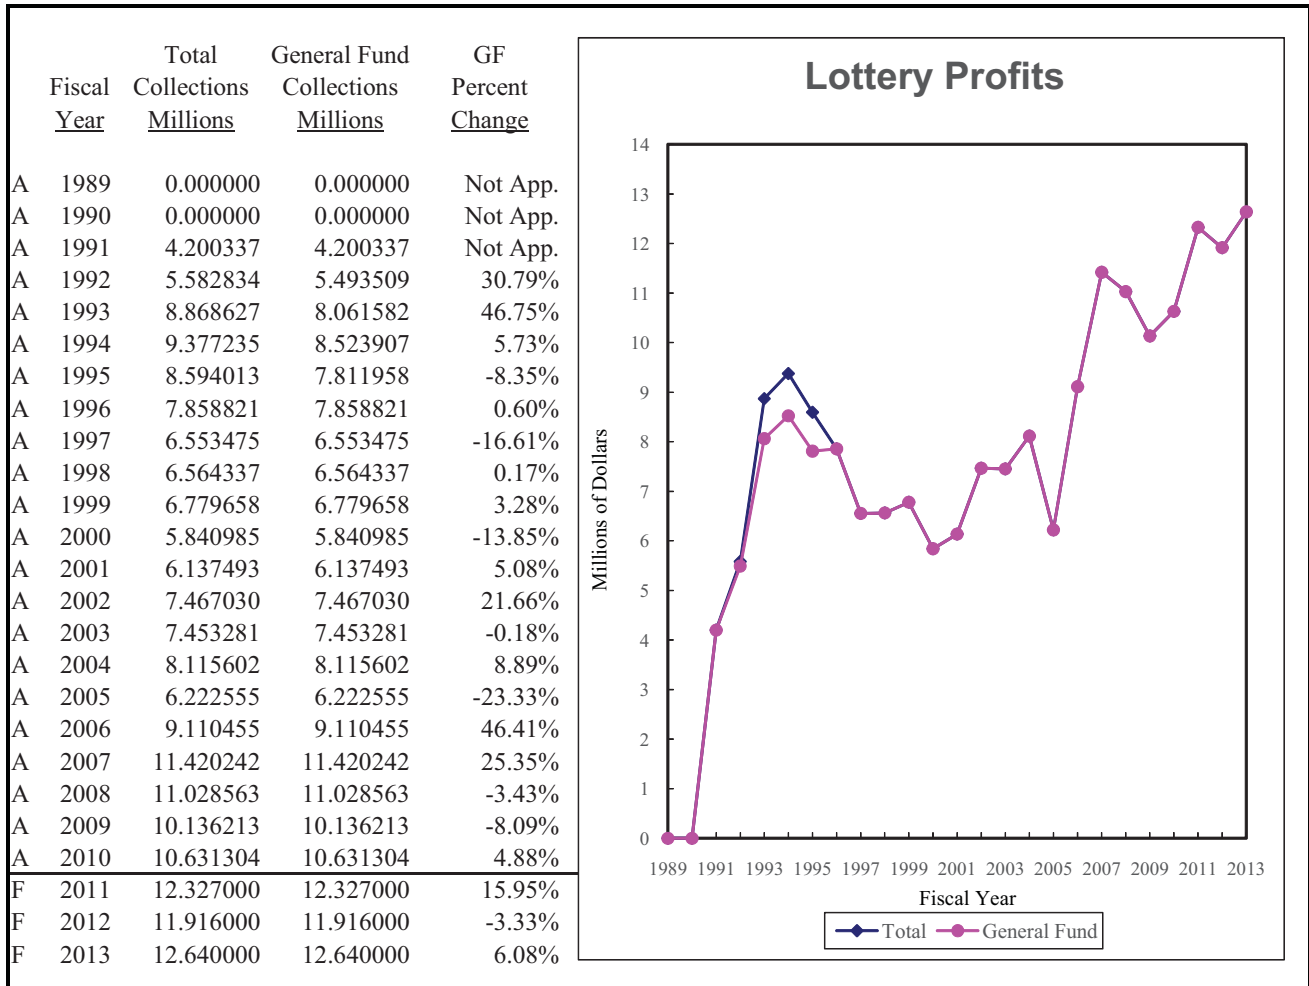 Total General Fund GF
Fiscal Collections Collections Percent
Year Millions Millions Change
A 1989 0.000000 0.000000 Not App.
A 1990 0.000000 0.000000 Not App.
A 1991 4.200337 4.200337 Not App.
A 1992 5.582834 5.493509 30.79%
A 1993 8.868627 8.061582 46.75%
A 1994 9.377235 8.523907 5.73%
A 1995 8.594013 7.811958 -8.35%
A 1996 7.858821 7.858821 0.60%
A 1997 6.553475 6.553475 -16.61%
A 1998 6.564337 6.564337 0.17%
A 1999 6.779658 6.779658 3.28%
A 2000 5.840985 5.840985 -13.85%
A 2001 6.137493 6.137493 5.08%
A 2002 7.467030 7.467030 21.66%
A 2003 7.453281 7.453281 -0.18%
A 2004 8.115602 8.115602 8.89%
A 2005 6.222555 6.222555 -23.33%
A 2006 9.110455 9.110455 46.41%
A 2007 11.420242 11.420242 25.35%
A 2008 11.028563 11.028563 -3.43%
A 2009 10.136213 10.136213 -8.09%
A 2010 10.631304 10.631304 4.88%
F 2011 12.327000 12.327000 15.95%
F 2012 11.916000 11.916000 -3.33%
F 2013 12.640000 12.640000 6.08%
Lottery Profits
Millions of Dollars
14
13
12
11
10
9
8
7
6
5
4
3
2
1
0
1989 1991 1993 1995 1997 1999 2001 2003 2005 2007 2009 2011 2013
Fiscal Year
Total General Fund